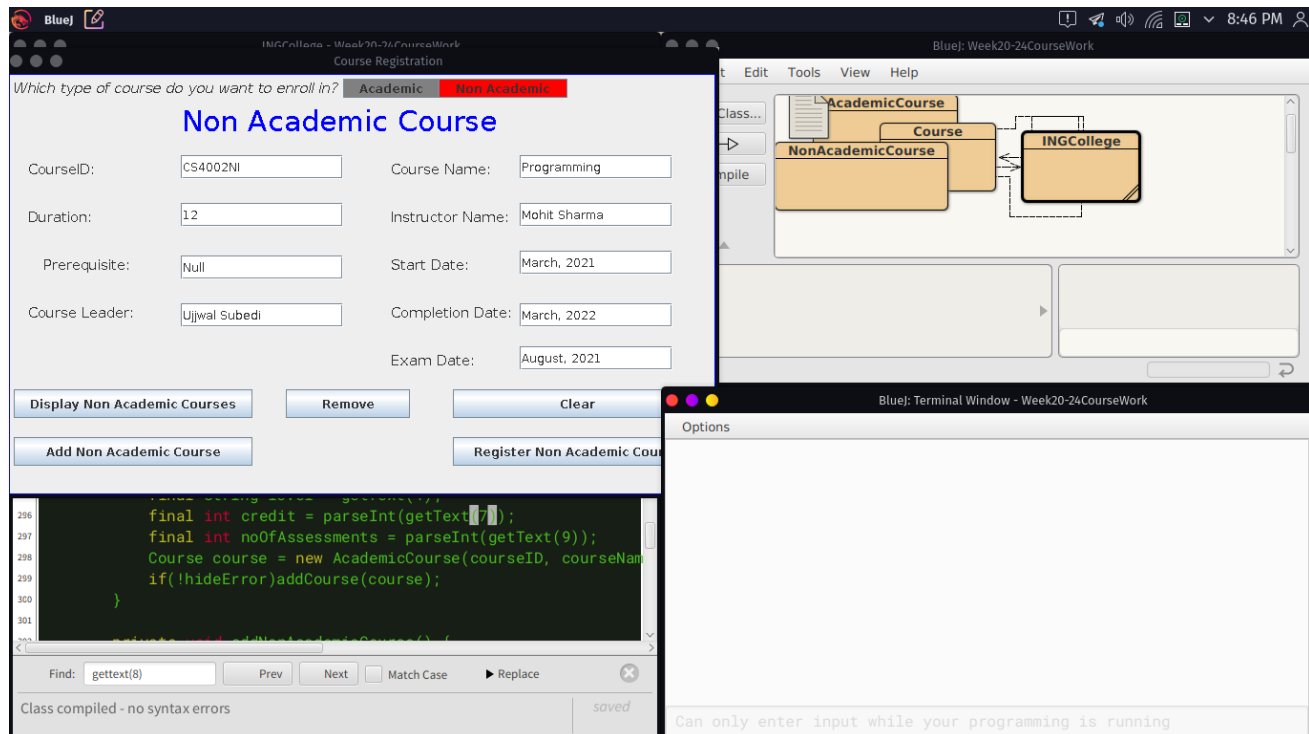 BlueJ
8:46 PM
INGCollege - Week20-24CourseWork
Course Registration
Which type of course do you want to enroll in? Academic Non Academic
Non Academic Course
CourseID: CS4002NI Course Name: Programming
Duration: 12 Instructor Name: Mohit Sharma
Prerequisite: Null Start Date: March, 2021
Course Leader: Ujjwal Subedi Completion Date: March, 2022
Exam Date: August, 2021
Display Non Academic Courses Remove Clear
Add Non Academic Course Register Non Academic Cour
296 final int credit = parseInt(getText(7));
297 final int noOfAssessments = parseInt(getText(9));
298 Course course = new AcademicCourse(courseID, courseNam
299 if(!hideError)addCourse(course);
300 }
301
Find: gettext(8) Prev Next Match Case Replace
Class compiled - no syntax errors saved
BlueJ: Week20-24CourseWork
t Edit Tools View Help
Class...
mpile
AcademicCourse
Course
NonAcademicCourse
INGCollege
BlueJ: Terminal Window - Week20-24CourseWork
Options
Can only enter input while your programming is running